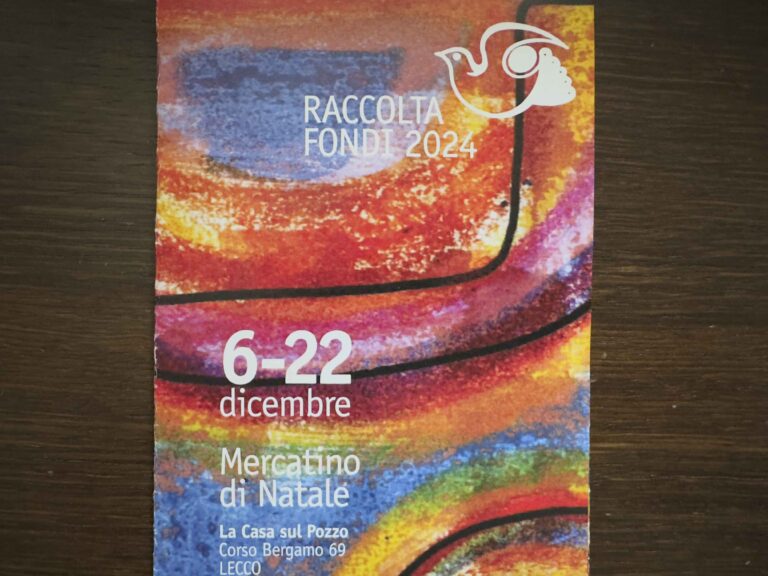 RACCOLTA
FONDI 2024
6-22
dicembre
Mercatino
di Natale
La Casa sul Pozzo
Corso Bergamo 69
LECCO